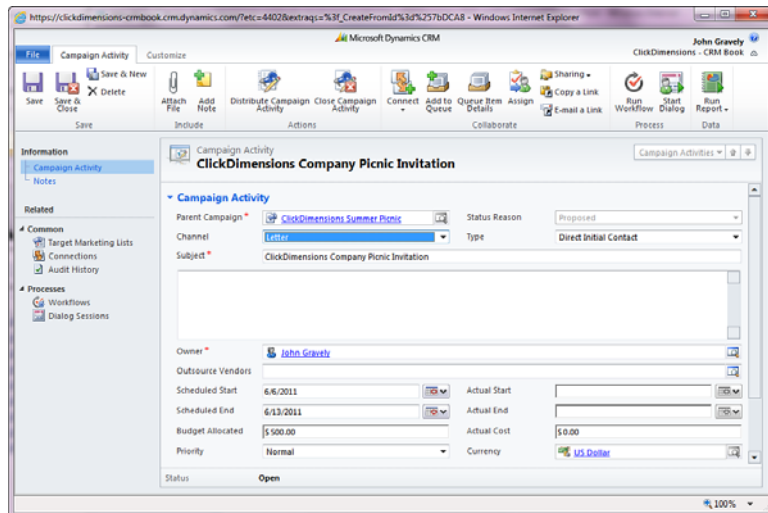 https://clickdimensions-crmbook.crm.dynamics.com/?etc=4402&extraqs=%3f_CreateFromId%3d%257bDCA8 - Windows Internet Explorer
Microsoft Dynamics CRM
John Gravely
ClickDimensions - CRM Book
File
Campaign Activity
Customize
Save
Save & Close
Save & New
Delete
Attach File
Add Note
Distribute Campaign Activity
Close Campaign Activity
Connect
Add to Queue
Queue Item Details
Assign
Sharing
Copy a Link
E-mail a Link
Run Workflow
Start Dialog
Run Report
Save
Include
Actions
Collaborate
Process
Data
Information
Campaign Activity
Notes
Related
Common
Target Marketing Lists
Connections
Audit History
Processes
Workflows
Dialog Sessions
Campaign Activity
ClickDimensions Company Picnic Invitation
Campaign Activities
Campaign Activity
Parent Campaign * ClickDimensions Summer Picnic Status Reason Proposed
Channel Letter Type Direct Initial Contact
Subject * ClickDimensions Company Picnic Invitation
Owner * John Gravely
Outsource Vendors
Scheduled Start 6/6/2011 Actual Start
Scheduled End 6/13/2011 Actual End
Budget Allocated $ 500.00 Actual Cost $ 0.00
Priority Normal Currency US Dollar
Status Open
100%